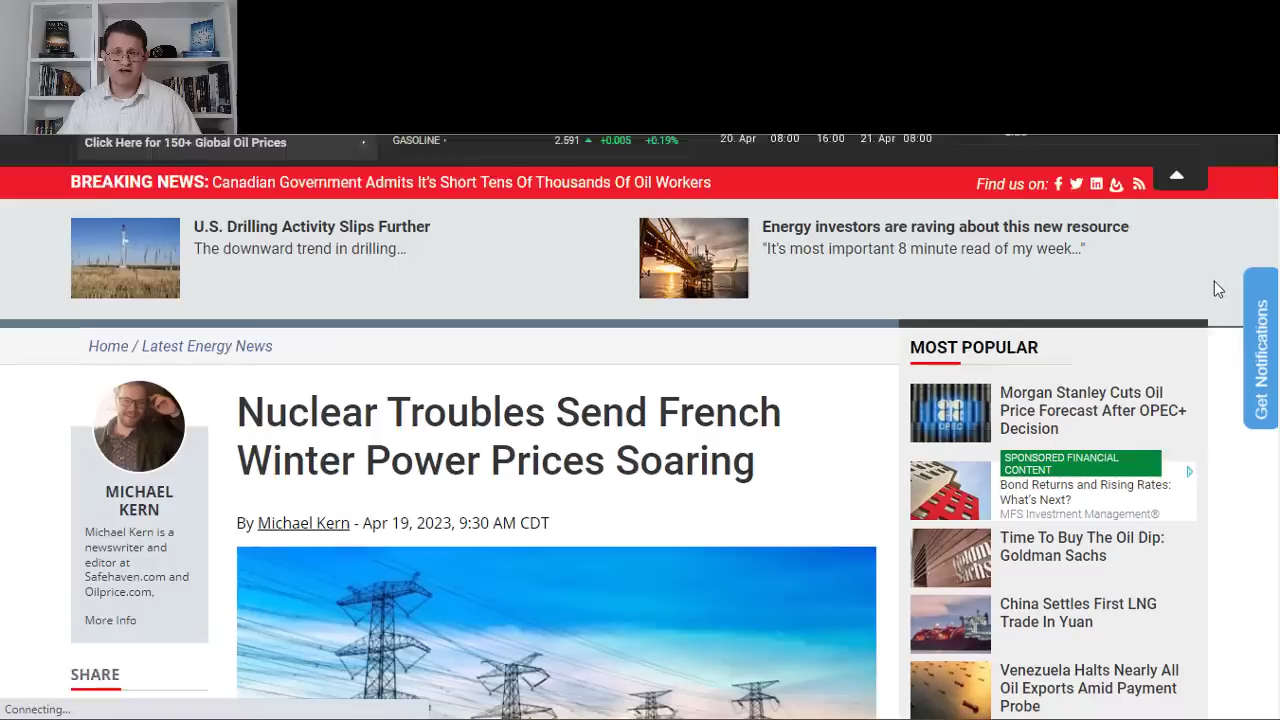 Click Here for 150+ Global Oil Prices
GASOLINE
2.591 +0.005 +0.19%
20. Apr 08:00 16:00 21. Apr 08:00
BREAKING NEWS: Canadian Government Admits It's Short Tens Of Thousands Of Oil Workers
Find us on:
U.S. Drilling Activity Slips Further
The downward trend in drilling...
Energy investors are raving about this new resource
"It's most important 8 minute read of my week..."
Get Notifications
Home / Latest Energy News
MICHAEL
KERN
Michael Kern is a
newswriter and
editor at
Safehaven.com and
Oilprice.com,
More Info
SHARE
Nuclear Troubles Send French
Winter Power Prices Soaring
By Michael Kern - Apr 19, 2023, 9:30 AM CDT
MOST POPULAR
OPEC
Morgan Stanley Cuts Oil
Price Forecast After OPEC+
Decision
SPONSORED FINANCIAL
CONTENT
Bond Returns and Rising Rates:
What's Next?
MFS Investment Management®
Time To Buy The Oil Dip:
Goldman Sachs
China Settles First LNG
Trade In Yuan
Venezuela Halts Nearly All
Oil Exports Amid Payment
Probe
Connecting...